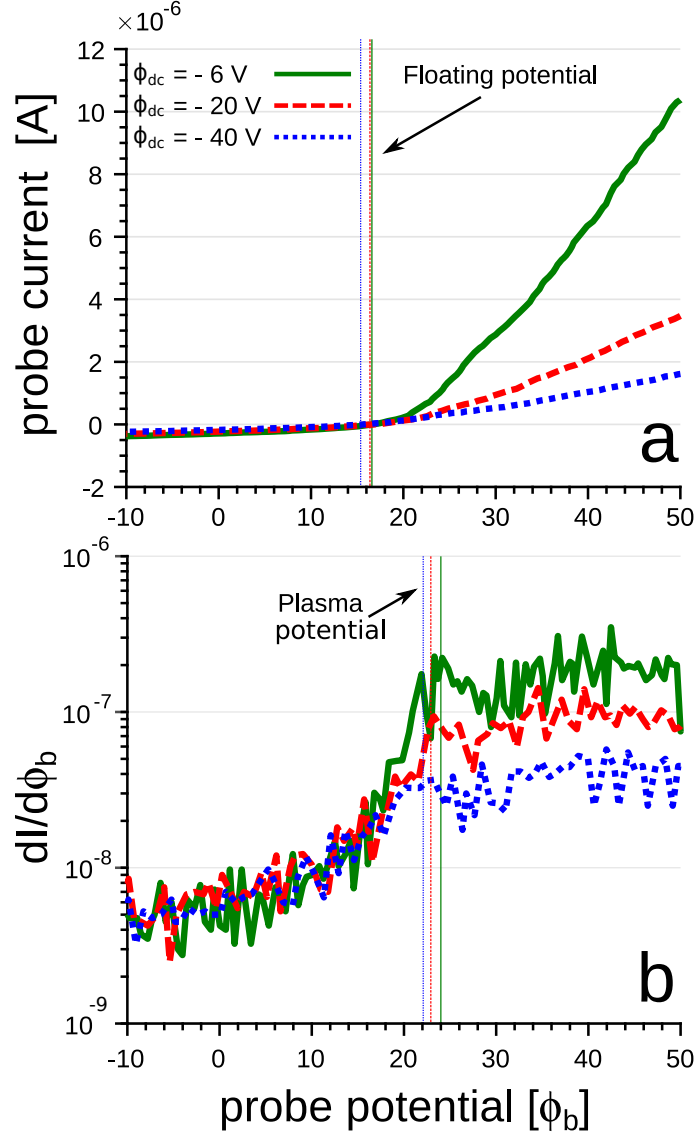 ×10⁻⁶
12
10
8
6
4
2
0
-2
probe current [A]
ϕdc = - 6 V
ϕdc = - 20 V
ϕdc = - 40 V
Floating potential
a
-10 0 10 20 30 40 50
10⁻⁶
10⁻⁷
10⁻⁸
10⁻⁹
dI/dϕb
Plasma
potential
b
-10 0 10 20 30 40 50
probe potential [ϕb]